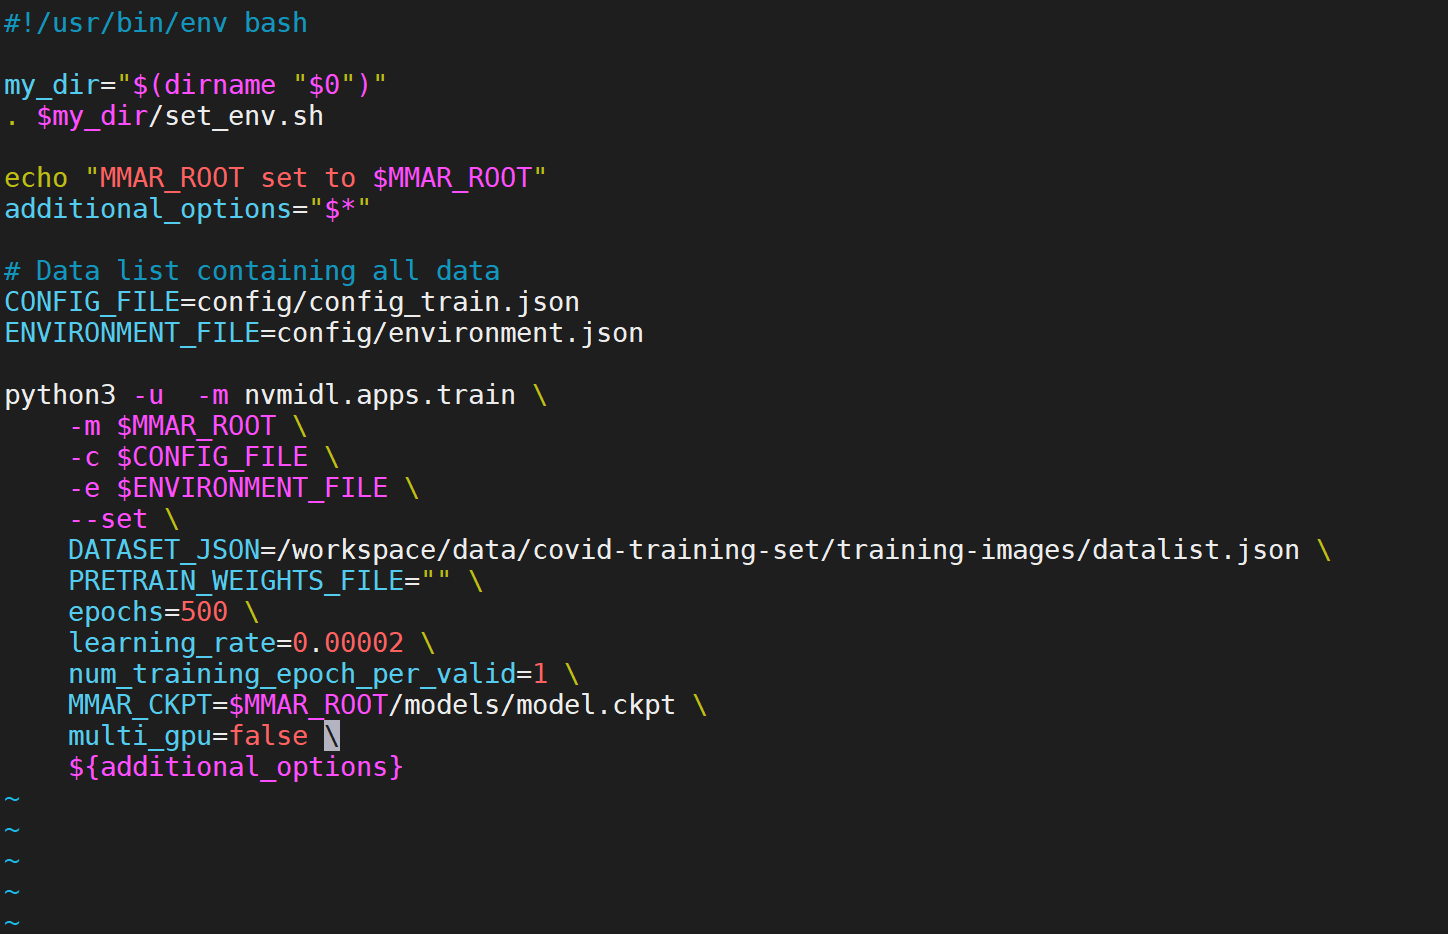 #!/usr/bin/env bash
my_dir="$(dirname "$0")"
. $my_dir/set_env.sh
echo "MMAR_ROOT set to $MMAR_ROOT"
additional_options="$*"
# Data list containing all data
CONFIG_FILE=config/config_train.json
ENVIRONMENT_FILE=config/environment.json
python3 -u  -m nvmidl.apps.train \
    -m $MMAR_ROOT \
    -c $CONFIG_FILE \
    -e $ENVIRONMENT_FILE \
    --set \
    DATASET_JSON=/workspace/data/covid-training-set/training-images/datalist.json \
    PRETRAIN_WEIGHTS_FILE="" \
    epochs=500 \
    learning_rate=0.00002 \
    num_training_epoch_per_valid=1 \
    MMAR_CKPT=$MMAR_ROOT/models/model.ckpt \
    multi_gpu=false \
    ${additional_options}
~
~
~
~
~